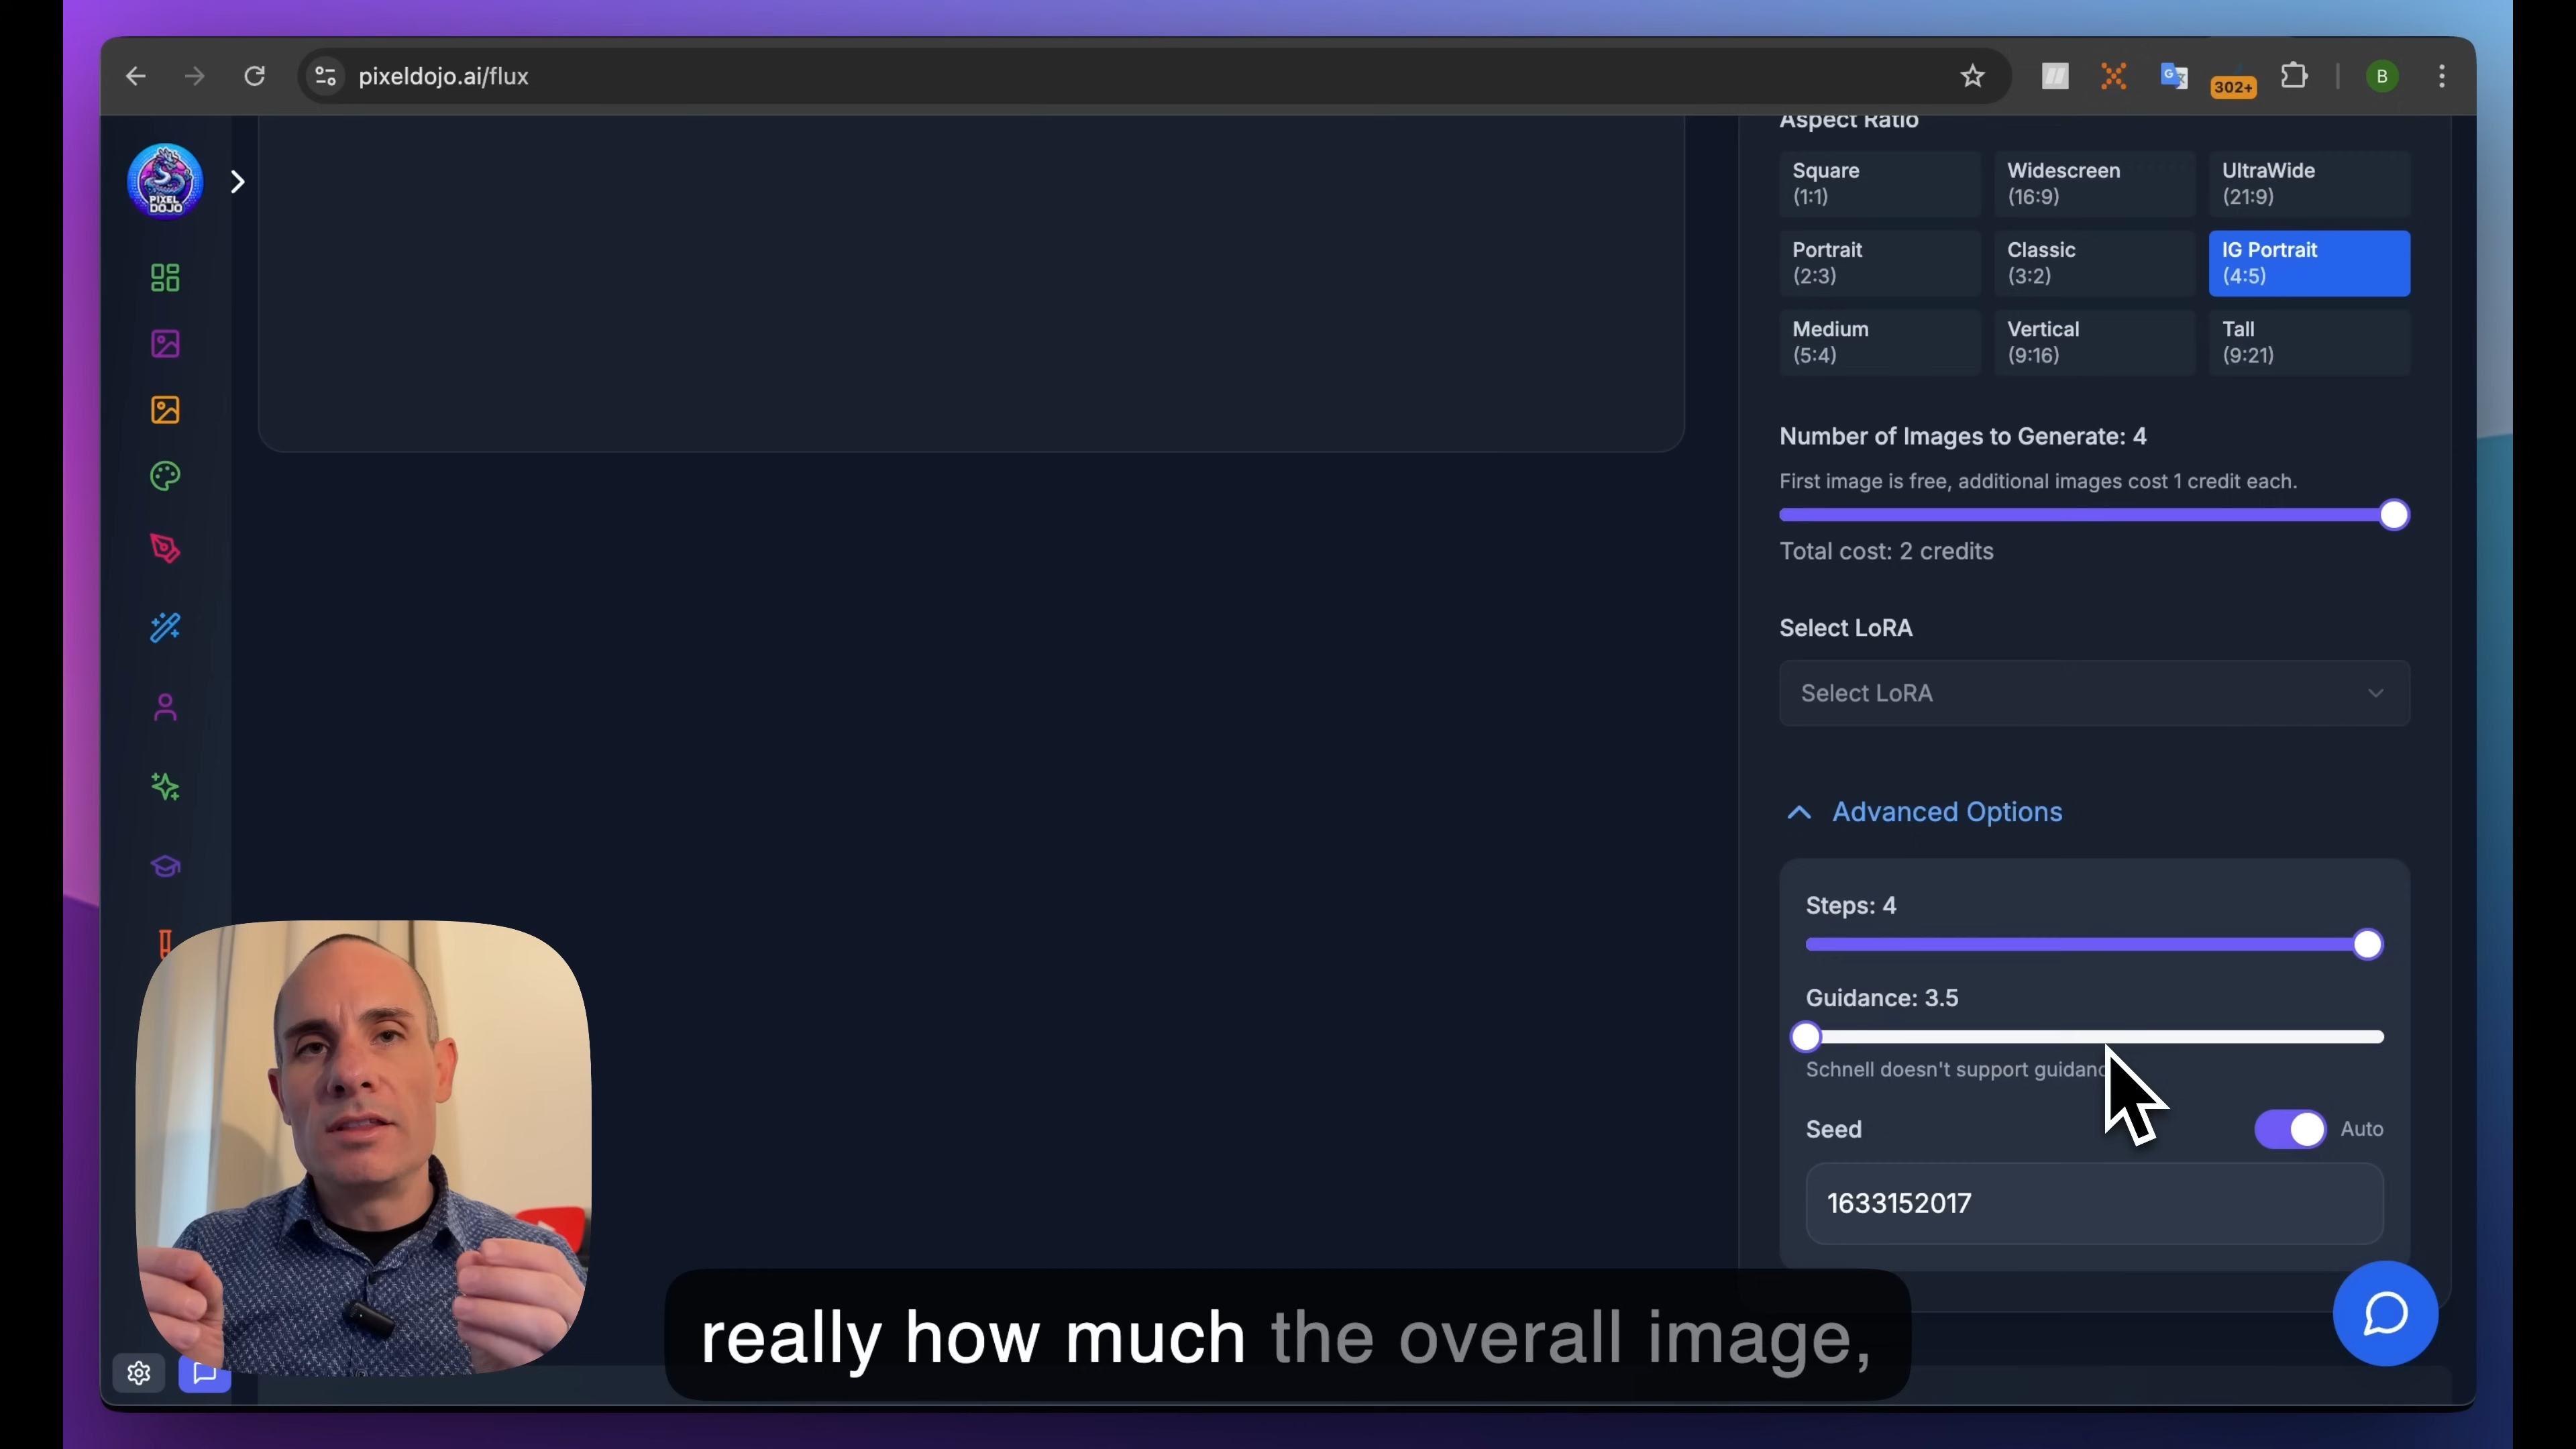 pixeldojo.ai/flux
302+
B
PIXEL
DOJO
Aspect Ratio
Square
(1:1)
Widescreen
(16:9)
UltraWide
(21:9)
Portrait
(2:3)
Classic
(3:2)
IG Portrait
(4:5)
Medium
(5:4)
Vertical
(9:16)
Tall
(9:21)
Number of Images to Generate: 4
First image is free, additional images cost 1 credit each.
Total cost: 2 credits
Select LoRA
Select LoRA
Advanced Options
Steps: 4
Guidance: 3.5
Schnell doesn't support guidanc
Seed
Auto
1633152017
really how much the overall image,